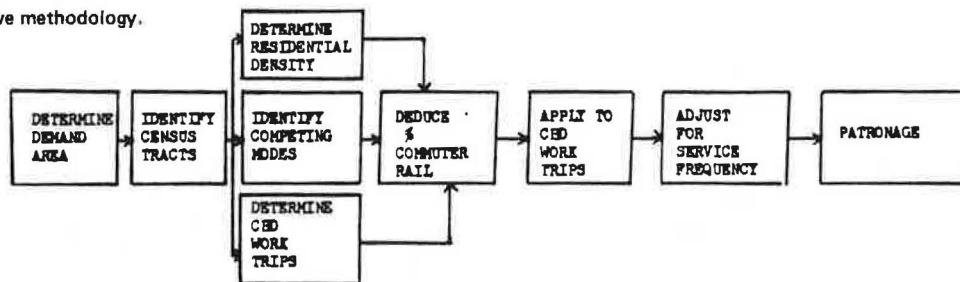 ve methodology.
DETERMINE
RESIDENTIAL
DENSITY
DETERMINE
DEMAND
AREA
IDENTIFY
CENSUS
TRACTS
IDENTIFY
COMPETING
MODES
DETERMINE
CBD
WORK
TRIPS
DEDUCE
%
COMMUTER
RAIL
APPLY TO
CBD
WORK
TRIPS
ADJUST
FOR
SERVICE
FREQUENCY
PATRONAGE